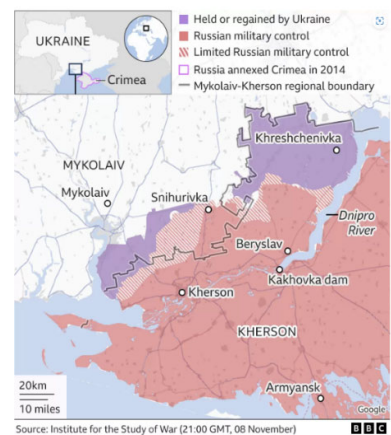 Held or regained by Ukraine
Russian military control
Limited Russian military control
Russia annexed Crimea in 2014
Mykolaiv-Kherson regional boundary
UKRAINE
Crimea
Khreshchenivka
MYKOLAIV
Mykolaiv
Snihurivka
Dnipro
River
Beryslav
Kakhovka dam
Kherson
KHERSON
20km
10 miles
Armyansk
Google
Source: Institute for the Study of War (21:00 GMT, 08 November)
BBC